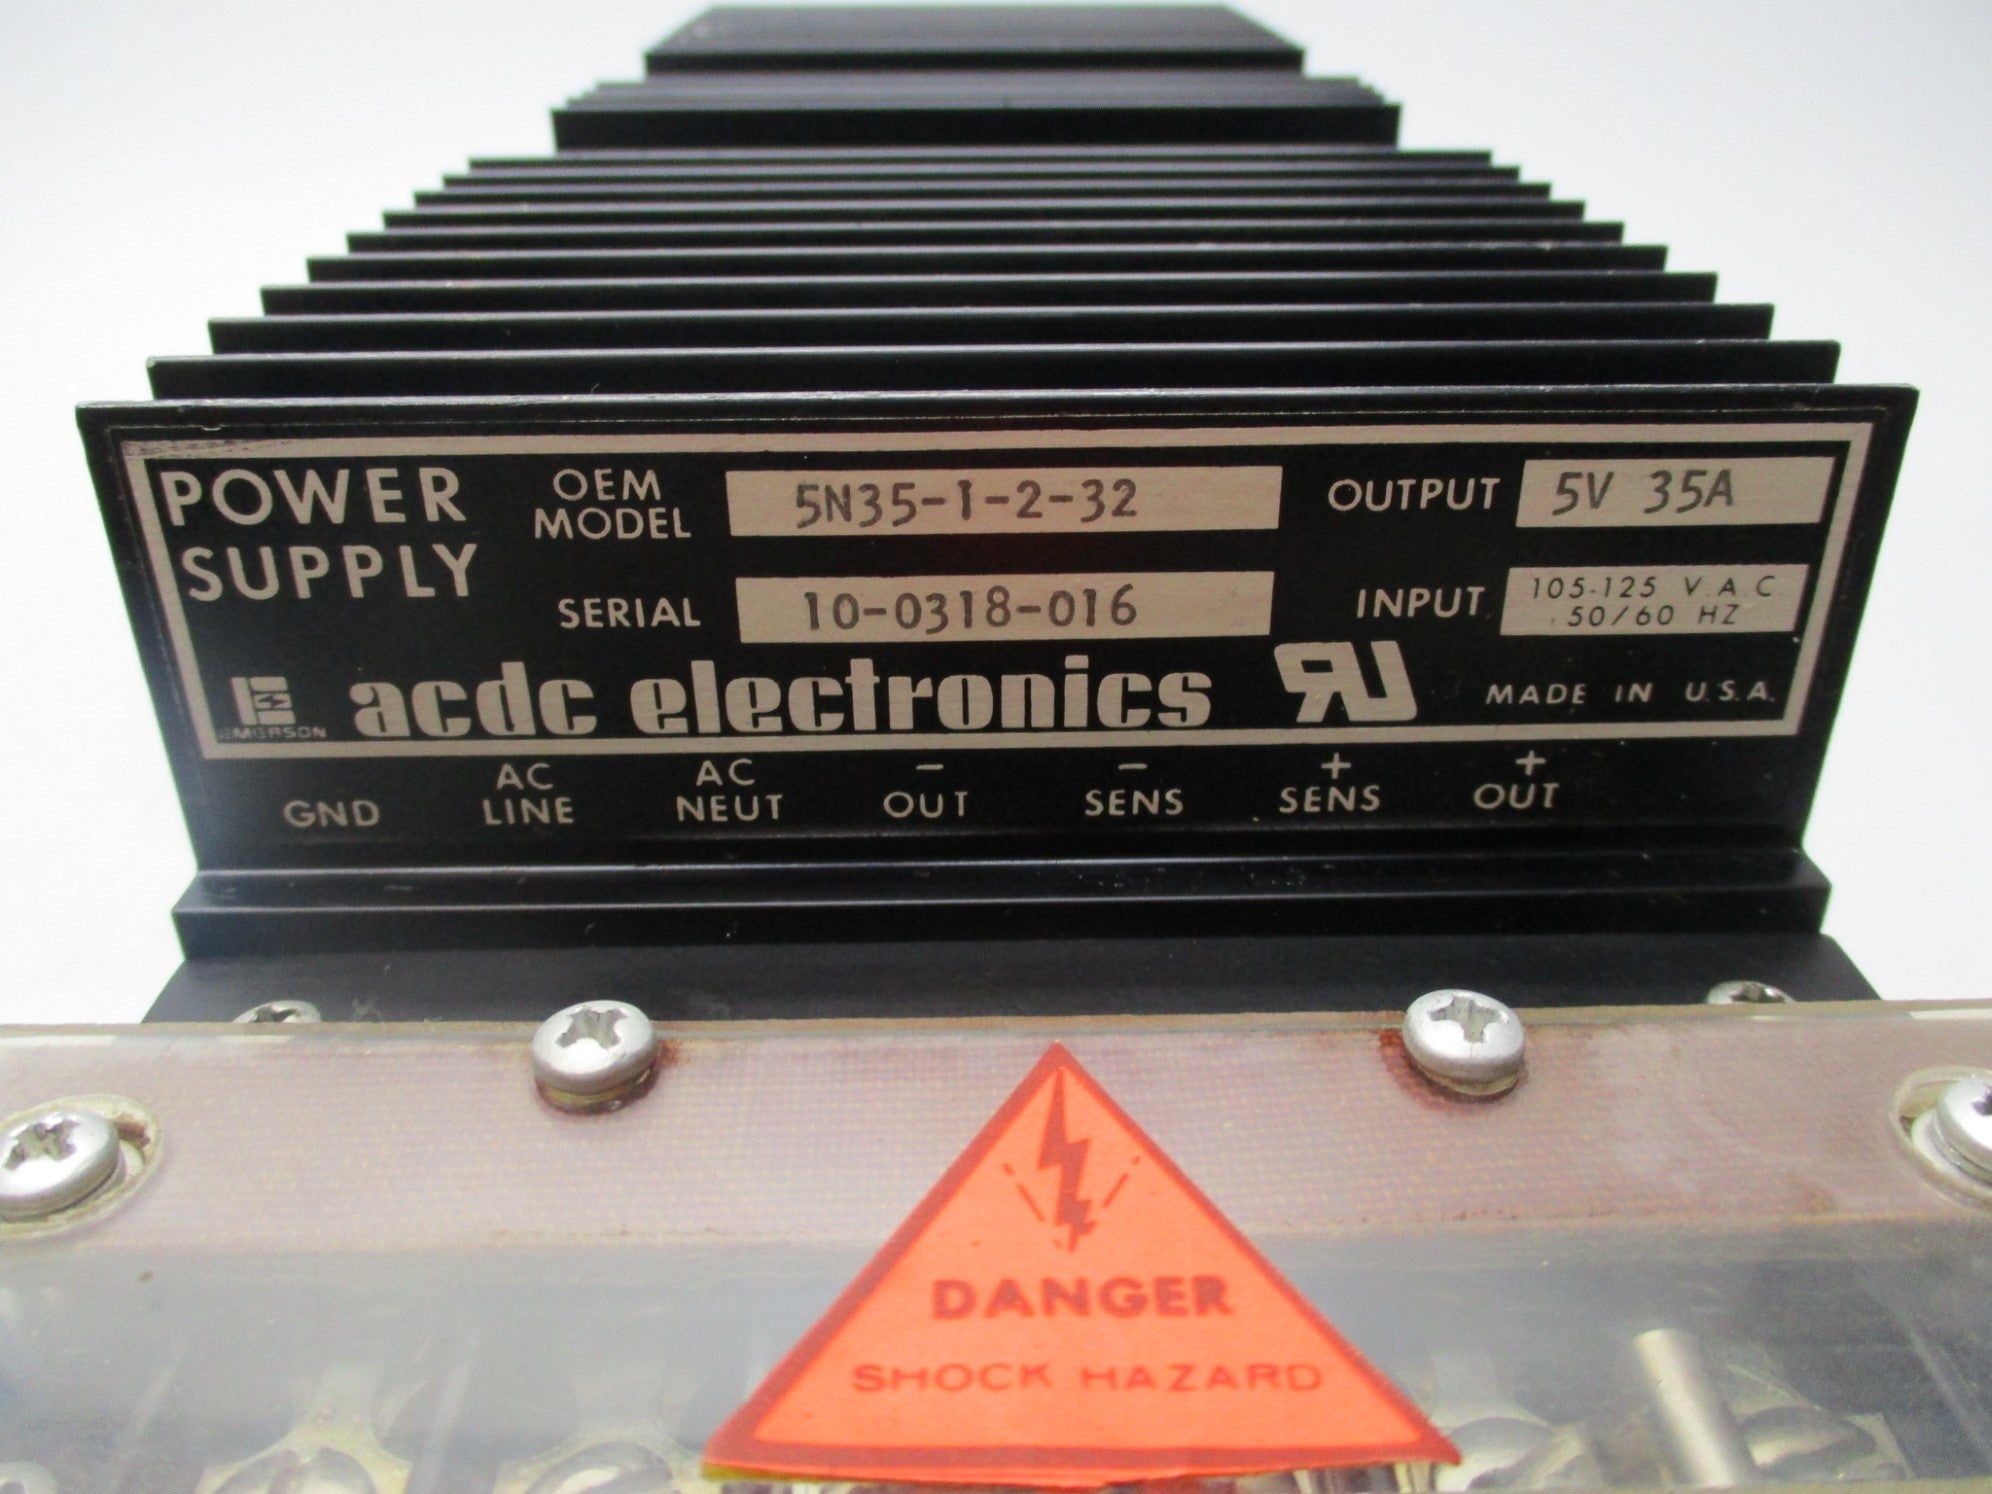 POWER SUPPLY
OEM MODEL 5N35-1-2-32
OUTPUT 5V 35A
SERIAL 10-0318-016
INPUT 105-125 V.A.C. 50/60 HZ
EMERSON
acdc electronics
RU
MADE IN U.S.A.
GND
AC LINE
AC NEUT
- OUT
- SENS
+ SENS
+ OUT
DANGER
SHOCK HAZARD